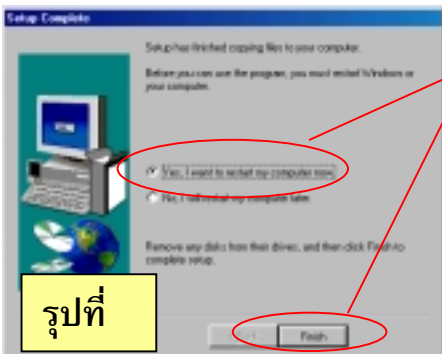 Setup Complete
Setup has finished copying files to your computer.
Before you can use the program, you must restart Windows or
your computer.
Yes, I want to restart my computer now.
No, I will restart my computer later.
Remove any disks from their drives, and then click Finish to
complete setup.
รุปที่
Finish